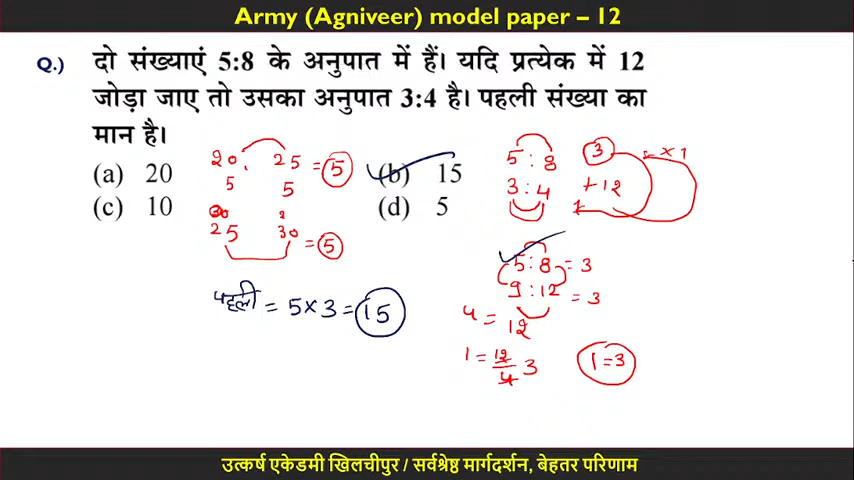 Army (Agniveer) model paper – 12
Q.) दो संख्याएं 5:8 के अनुपात में हैं। यदि प्रत्येक में 12
जोड़ा जाए तो उसका अनुपात 3:4 है। पहली संख्या का
मान है।
(a) 20 (b) 15
(c) 10 (d) 5
20. 25 = 5
5 5
30
25 30 = 5
पहली = 5×3 = 15
5:8 3 ×1
3:4 +12
5:8 = 3
9:12 = 3
4 = 12
1 = 12/4 3 1=3
उत्कर्ष एकेडमी खिलचीपुर / सर्वश्रेष्ठ मार्गदर्शन, बेहतर परिणाम